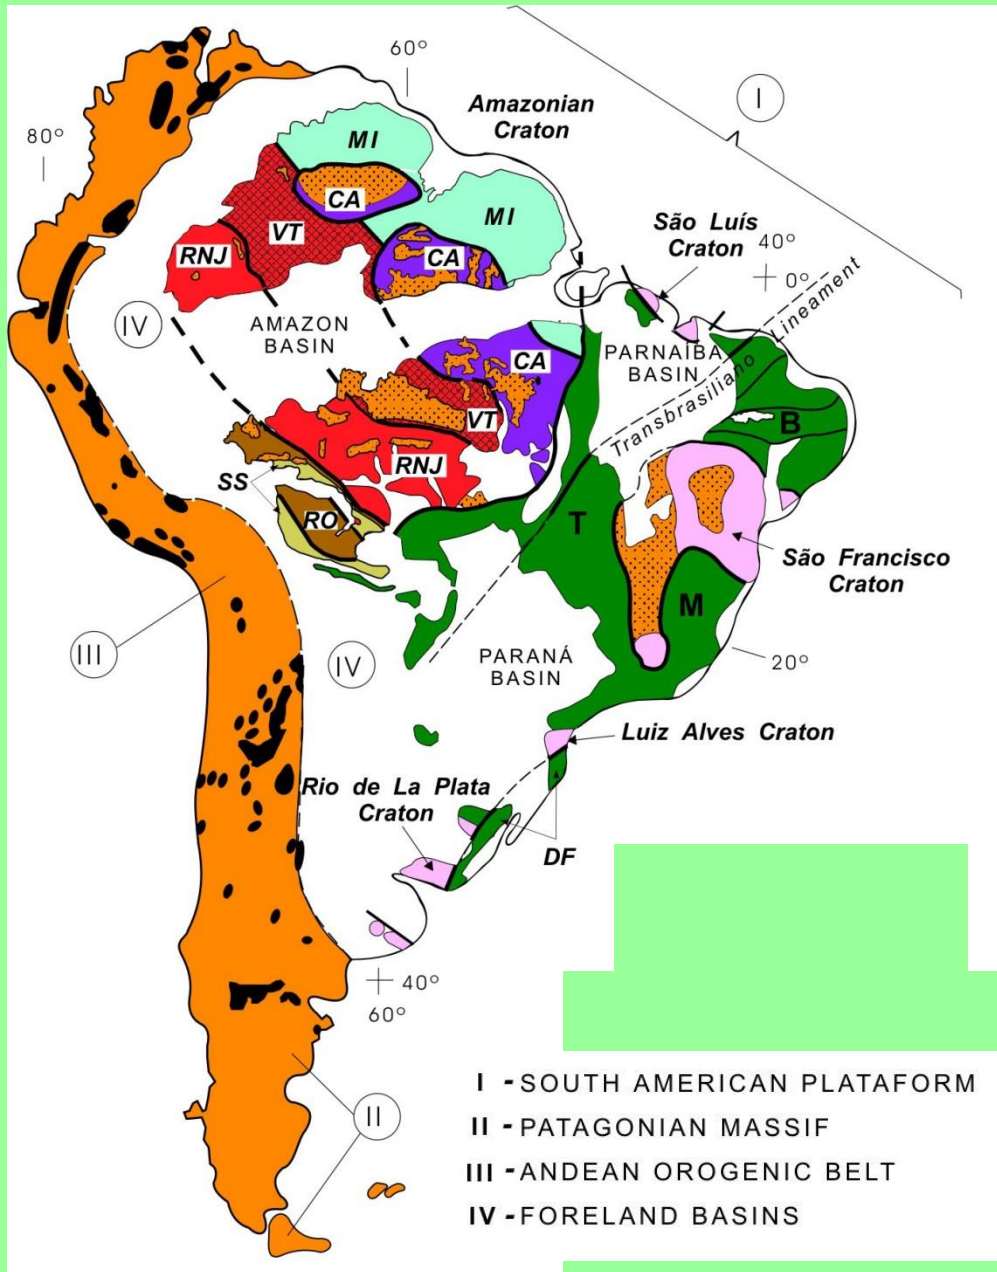 60°
I
Amazonian
Craton
80°
MI
CA
MI
São Luís
Craton
VT
RNJ
CA
40°
0°
IV
AMAZON
BASIN
PARNAÍBA
BASIN
Transbrasiliano Lineament
CA
VT
B
RNJ
SS
RO
T
São Francisco
Craton
M
III
IV
PARANÁ
BASIN
20°
Luiz Alves Craton
Rio de La Plata
Craton
DF
40°
60°
II
I - SOUTH AMERICAN PLATAFORM
II - PATAGONIAN MASSIF
III - ANDEAN OROGENIC BELT
IV - FORELAND BASINS